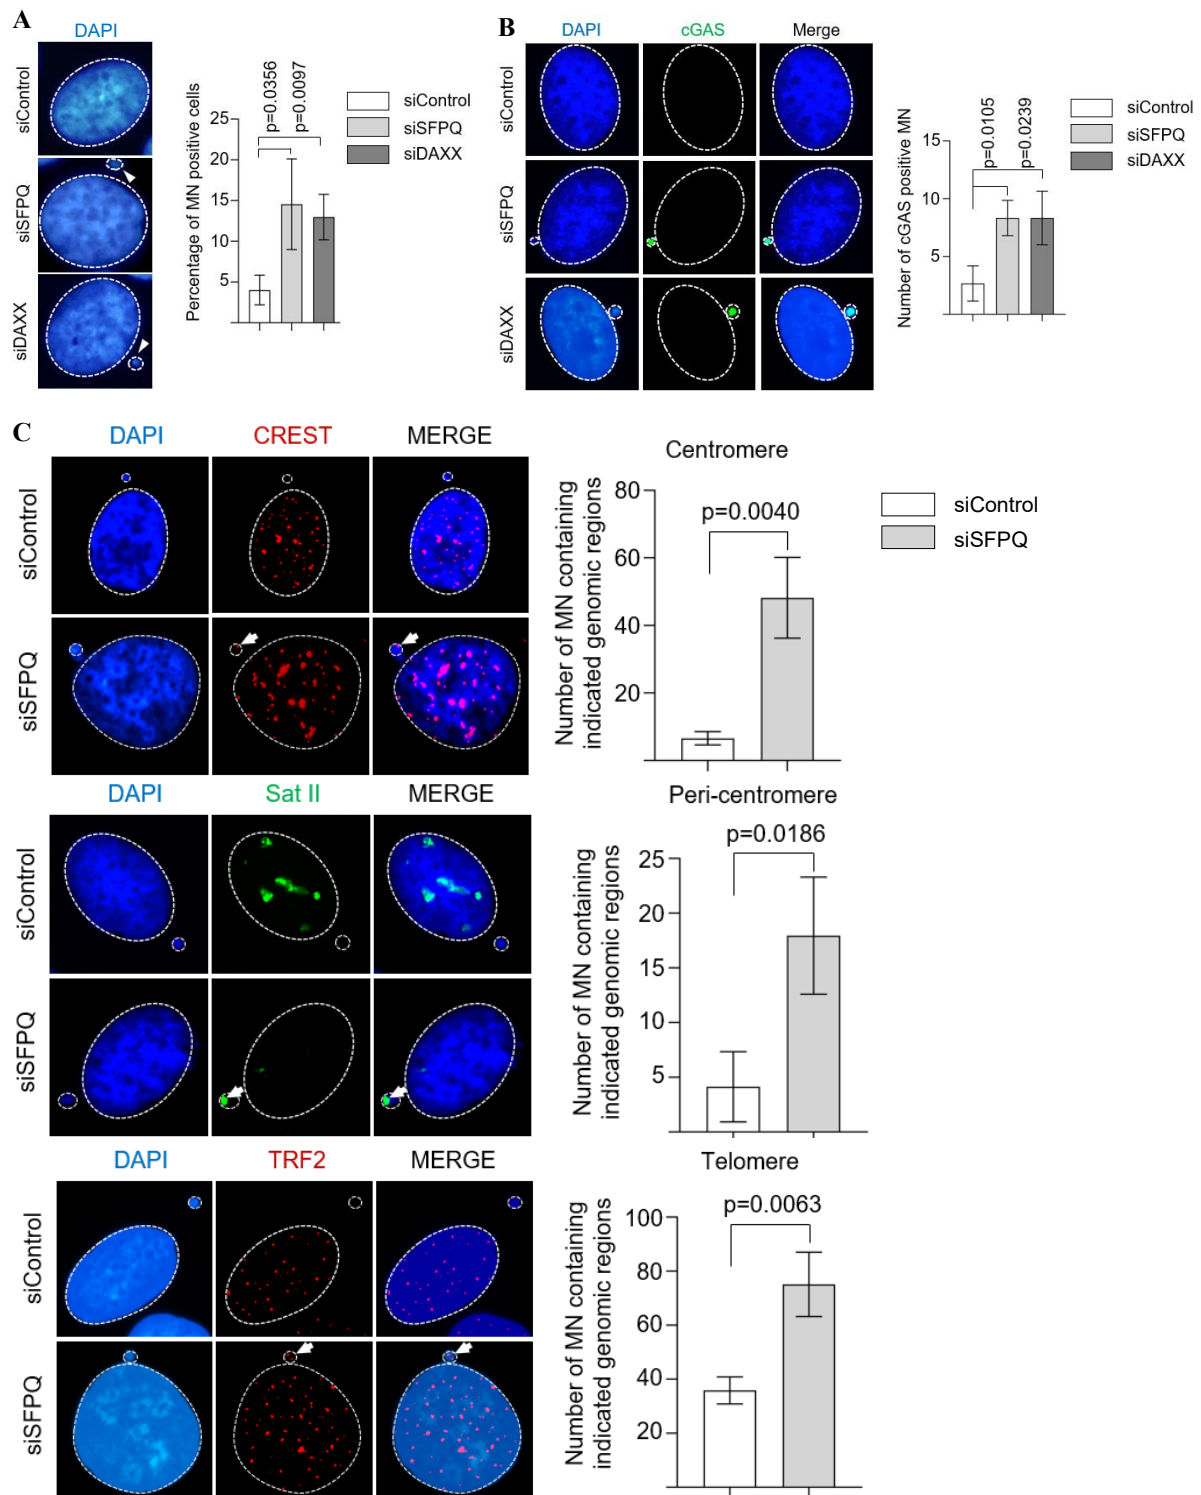 A
DAPI
siControl
siSFPQ
siDAXX
Percentage of MN positive cells
25
20
15
10
5
p=0.0356
p=0.0097
siControl
siSFPQ
siDAXX
B
DAPI cGAS Merge
siControl
siSFPQ
siDAXX
Number of cGAS positive MN
15
10
5
p=0.0105
p=0.0239
siControl
siSFPQ
siDAXX
C
DAPI CREST MERGE
siControl
siSFPQ
Centromere
Number of MN containing
indicated genomic regions
80
60
40
20
p=0.0040
siControl
siSFPQ
DAPI Sat II MERGE
siControl
siSFPQ
Peri-centromere
Number of MN containing
indicated genomic regions
25
20
15
10
5
p=0.0186
DAPI TRF2 MERGE
siControl
siSFPQ
Telomere
Number of MN containing
indicated genomic regions
100
80
60
40
20
p=0.0063